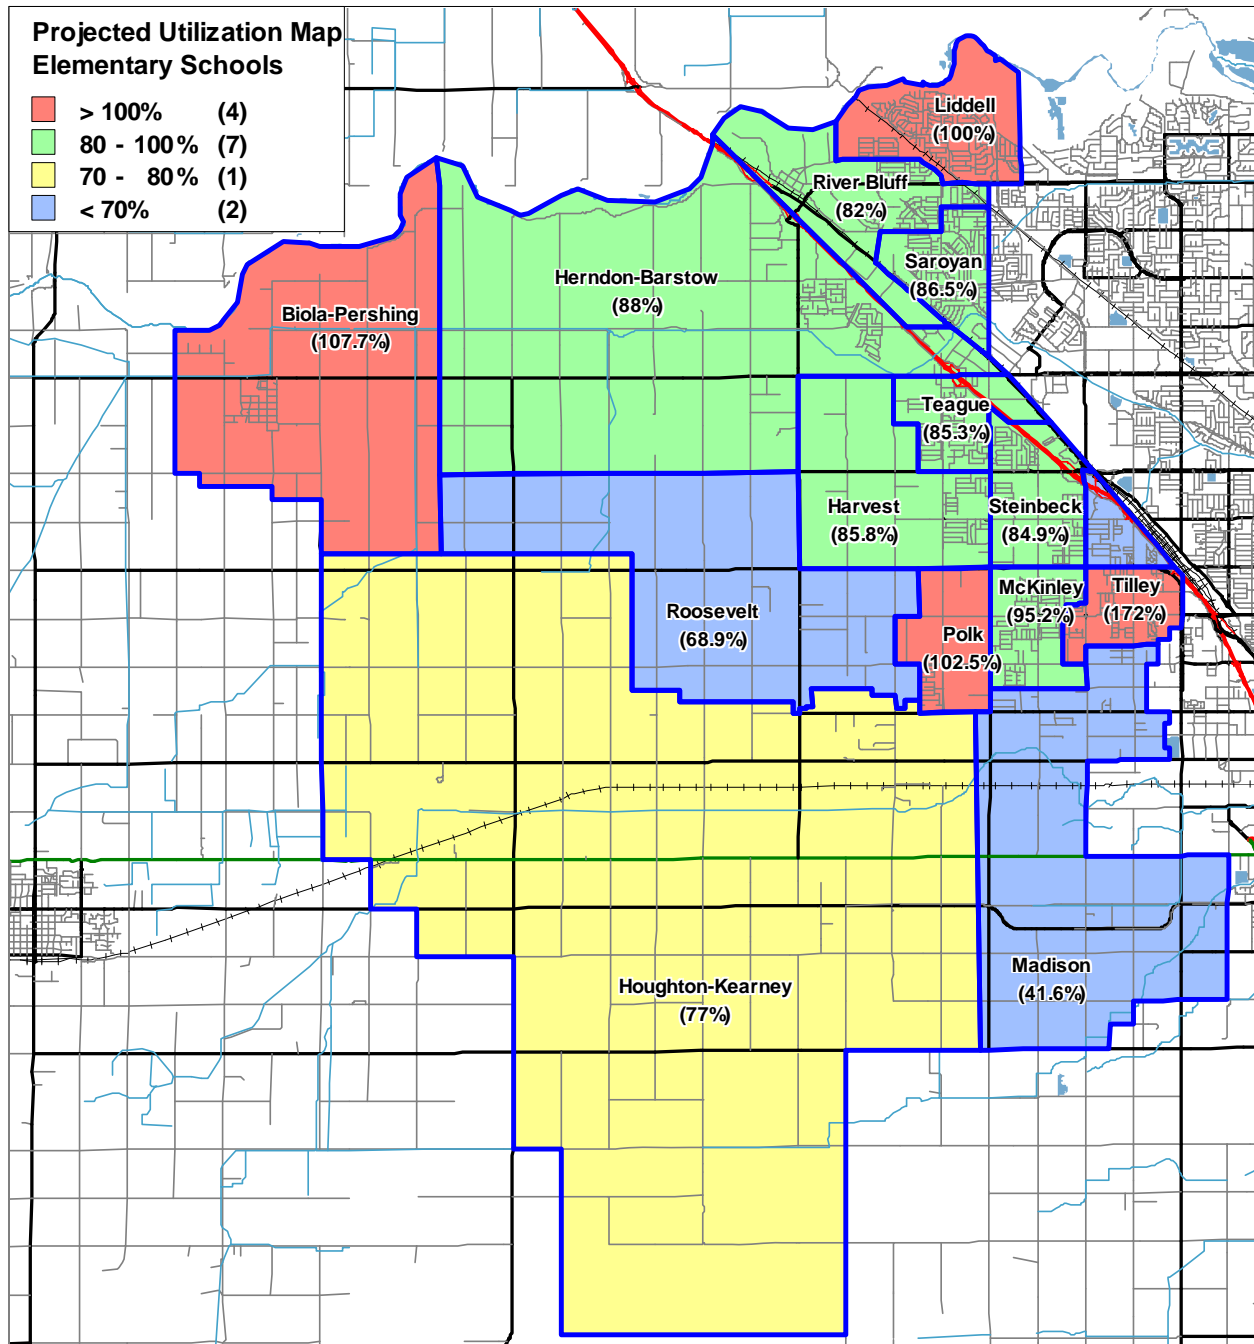 Projected Utilization Map
Elementary Schools
> 100% (4)
80 - 100% (7)
70 - 80% (1)
< 70% (2)
Liddell
(100%)
River Bluff
(82%)
Saroyan
(86.5%)
Herndon-Barstow
(88%)
Biola-Pershing
(107.7%)
Teague
(85.3%)
Harvest
(85.8%)
Steinbeck
(84.9%)
McKinley
(95.2%)
Tilley
(172%)
Roosevelt
(68.9%)
Polk
(102.5%)
Madison
(41.6%)
Houghton-Kearney
(77%)